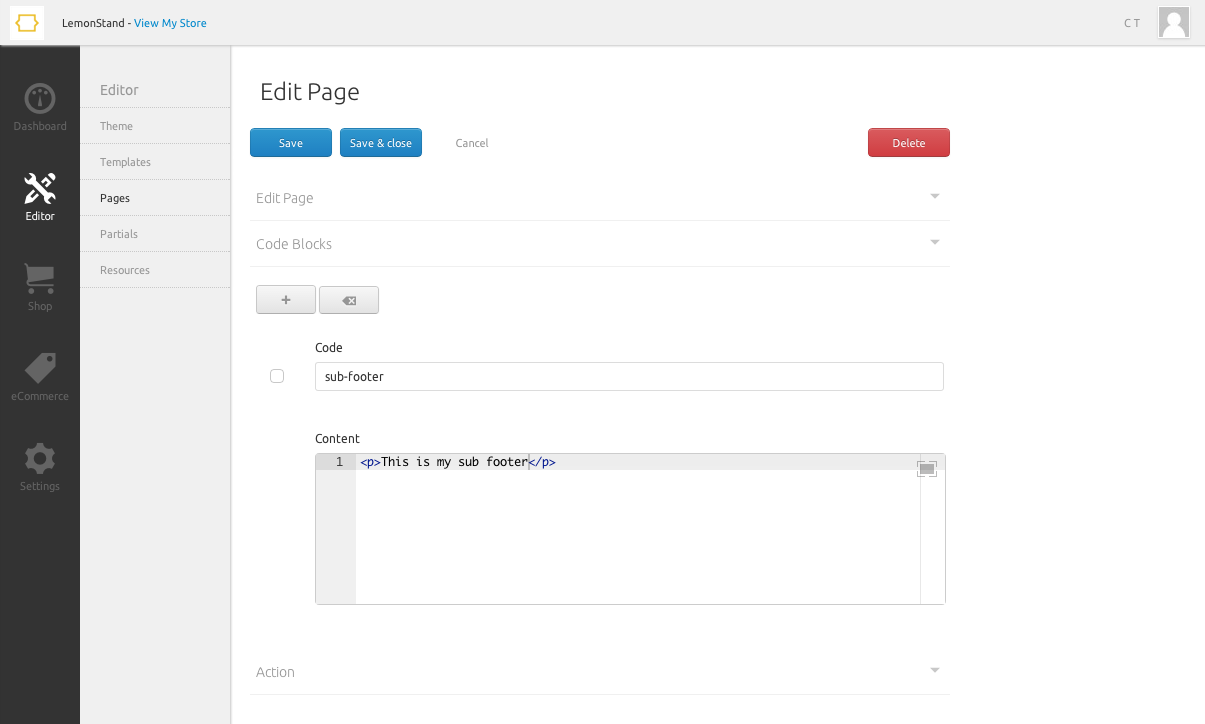 LemonStand - View My Store
C T
Dashboard
Editor
Shop
eCommerce
Settings
Editor
Theme
Templates
Pages
Partials
Resources
Edit Page
Save
Save & close
Cancel
Delete
Edit Page
Code Blocks
+
Code
sub-footer
Content
1 <p>This is my sub footer</p>
Action